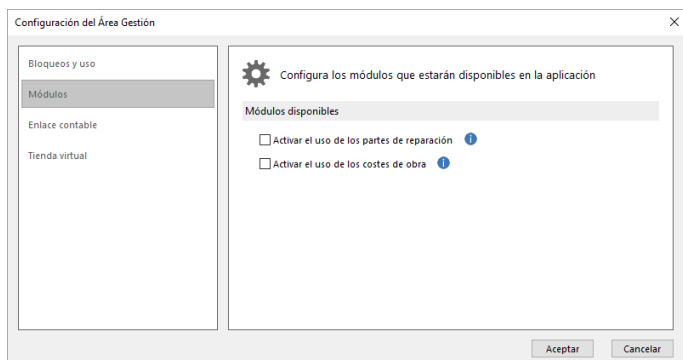 Configuración del Área Gestión
Bloqueos y uso
Módulos
Enlace contable
Tienda virtual
Configura los módulos que estarán disponibles en la aplicación
Módulos disponibles
Activar el uso de los partes de reparación
Activar el uso de los costes de obra
Aceptar
Cancelar